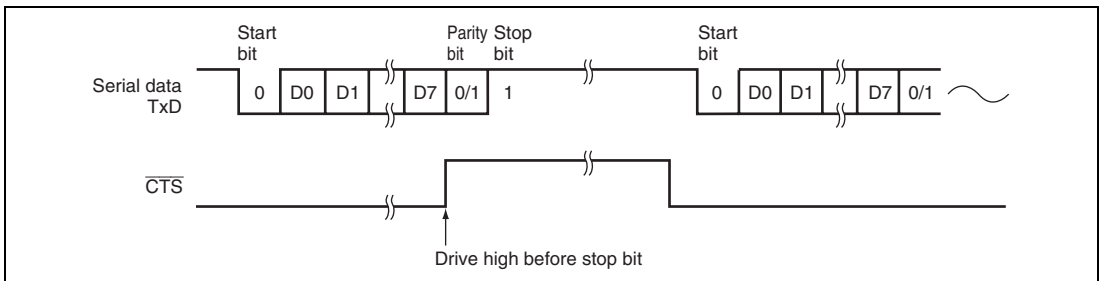 Start bit
Parity bit
Stop bit
Start bit
Serial data TxD
0 D0 D1 D7 0/1 1 0 D0 D1 D7 0/1
CTS
Drive high before stop bit